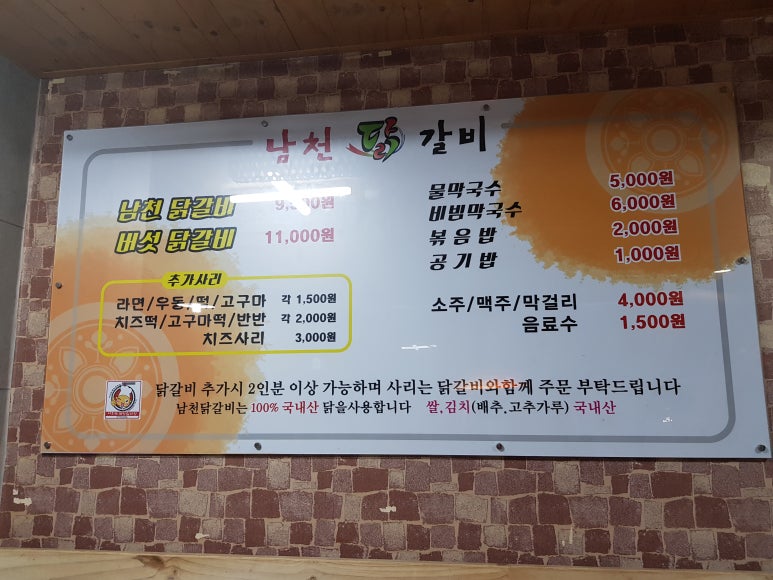 남천 닭 갈비
남천 닭갈비
버섯 닭갈비 11,000원
추가사리
라면/우동/떡/고구마 각 1,500원
치즈떡/고구마떡/반반 각 2,000원
치즈사리 3,000원
물막국수 5,000원
비빔막국수 6,000원
볶음밥 2,000원
공기밥 1,000원
소주/맥주/막걸리 4,000원
음료수 1,500원
닭갈비 추가시 2인분 이상 가능하며 사리는 닭갈비와함께 주문 부탁드립니다
남천닭갈비는 100% 국내산 닭을사용합니다 쌀,김치(배추,고추가루) 국내산